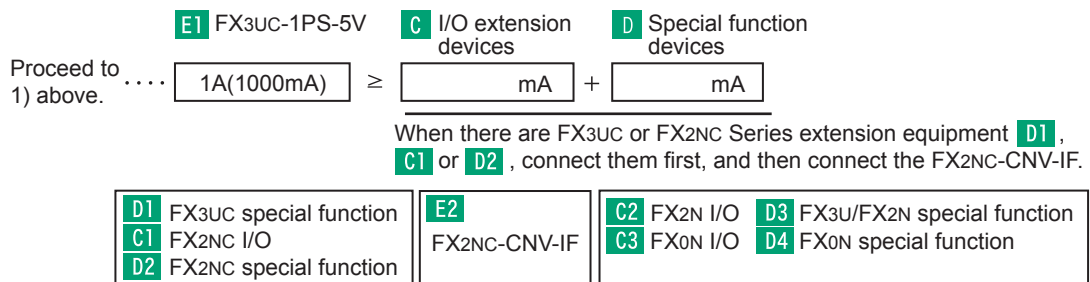 E1 FX3UC-1PS-5V
C I/O extension devices
D Special function devices
Proceed to 1) above. ···· 1A(1000mA) ≥ mA + mA
When there are FX3UC or FX2NC Series extension equipment D1 ,
C1 or D2 , connect them first, and then connect the FX2NC-CNV-IF.
D1 FX3UC special function
C1 FX2NC I/O
D2 FX2NC special function
E2
FX2NC-CNV-IF
C2 FX2N I/O D3 FX3U/FX2N special function
C3 FX0N I/O D4 FX0N special function